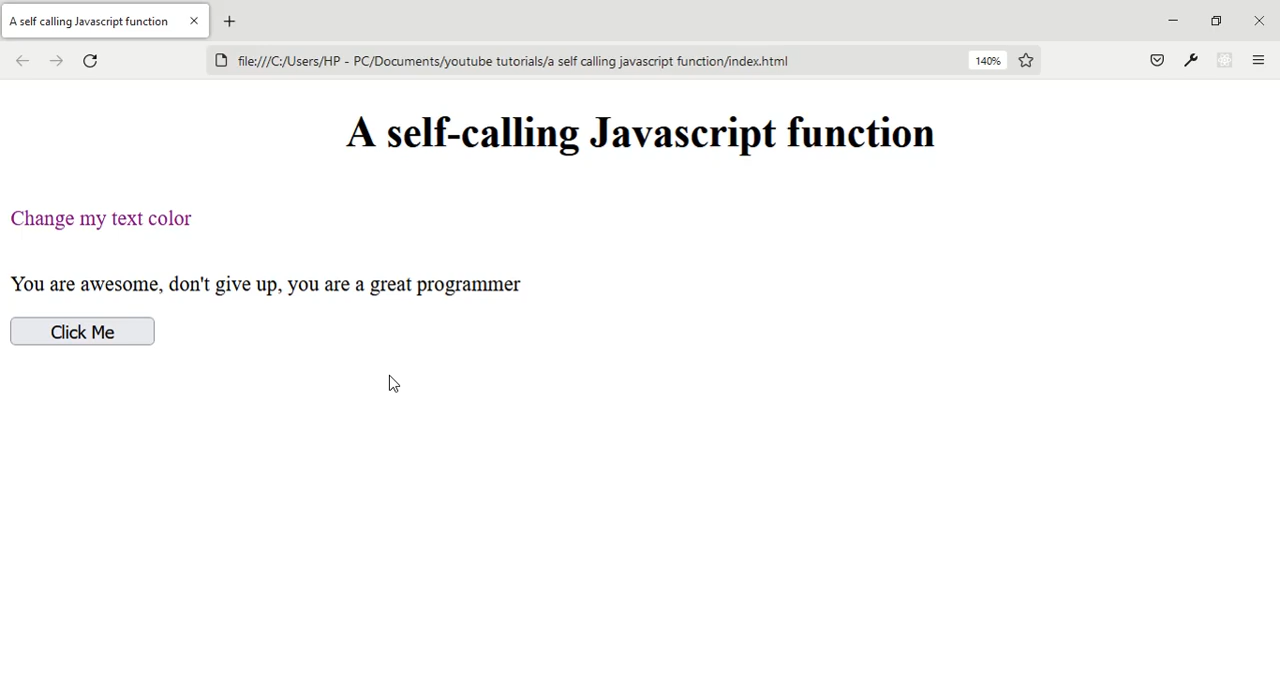 A self calling Javascript function
file:///C:/Users/HP - PC/Documents/youtube tutorials/a self calling javascript function/index.html
140%
A self-calling Javascript function
Change my text color
You are awesome, don't give up, you are a great programmer
Click Me